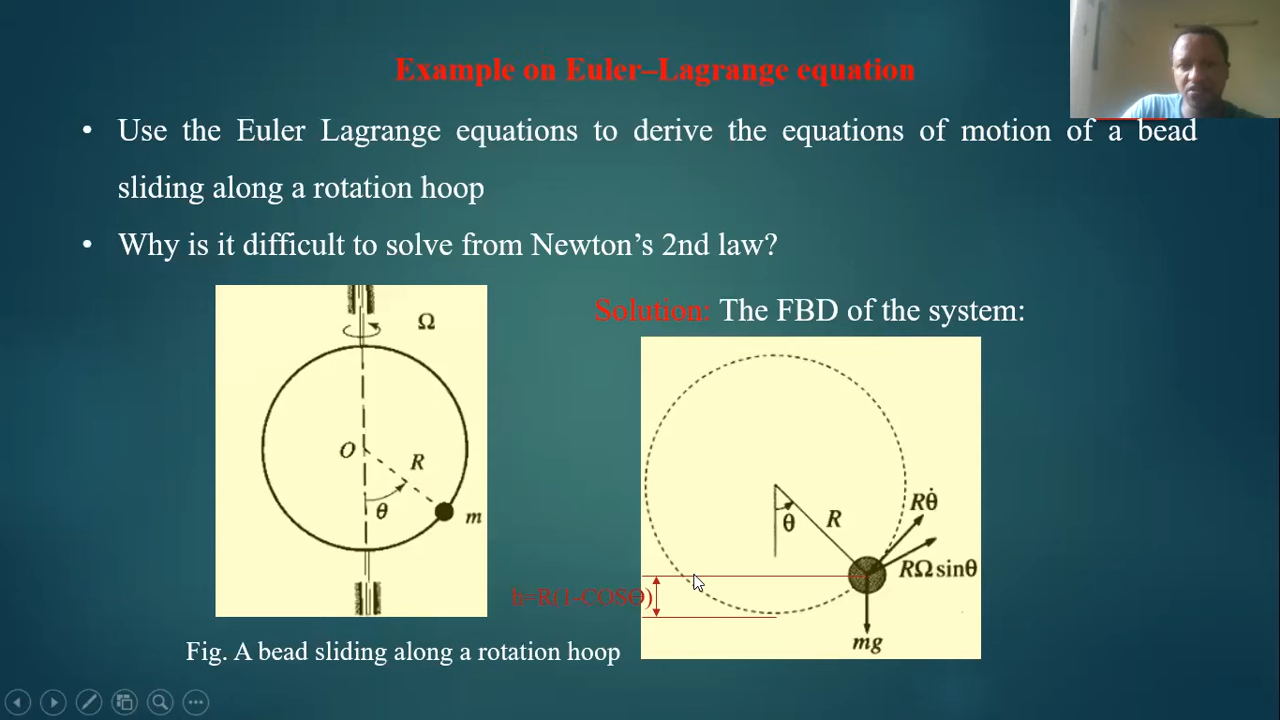 Example on Euler–Lagrange equation
• Use the Euler Lagrange equations to derive the equations of motion of a bead
sliding along a rotation hoop
• Why is it difficult to solve from Newton’s 2nd law?
Solution: The FBD of the system:
Ω
O
R
θ
m
Fig. A bead sliding along a rotation hoop
θ
R
Rθ̇
RΩ sinθ
h=R(1-COSΘ)
mg